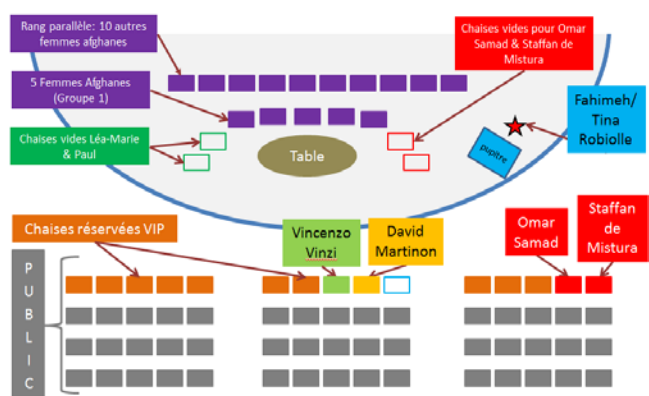 Rang parallèle: 10 autres
femmes afghanes
Chaises vides pour Omar
Samad & Staffan de
Mistura
5 Femmes Afghanes
(Groupe 1)
Fahimeh/
Tina
Robiolle
Chaises vides Léa-Marie
& Paul
Table
pupitre
Chaises réservées VIP
Vincenzo
Vinzi
David
Martinon
Omar
Samad
Staffan
de
Mistura
P
U
B
L
I
C